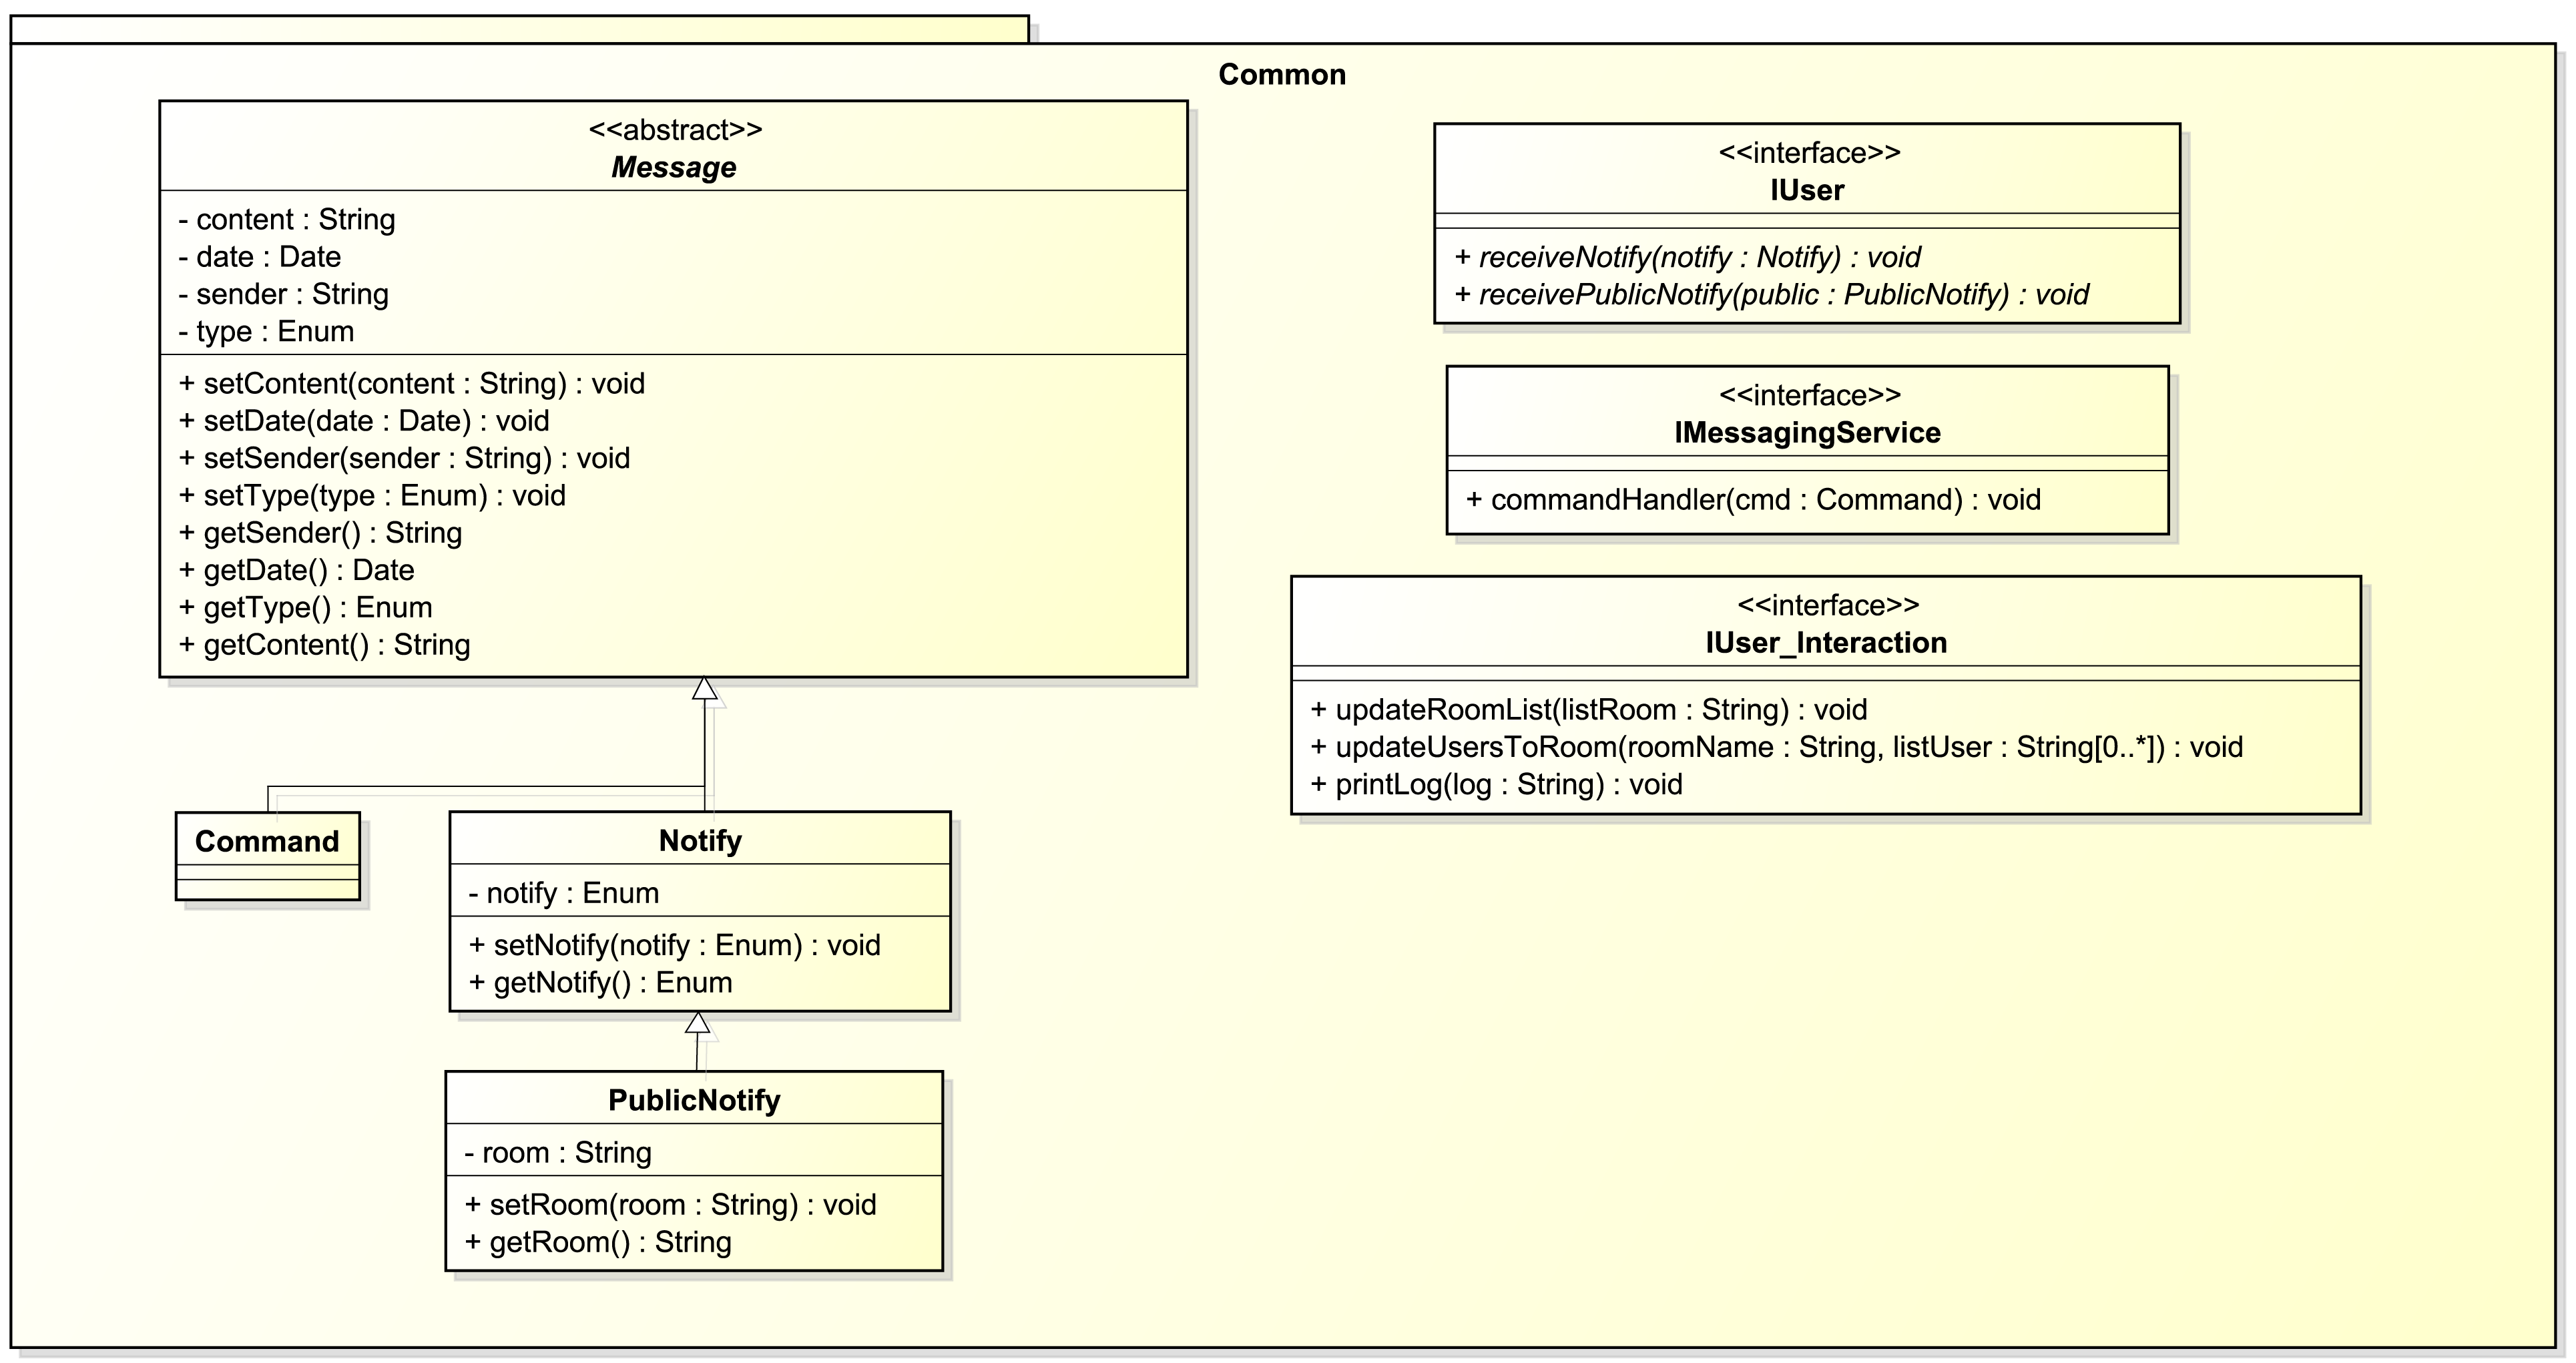 Common
<<abstract>>
Message
- content : String
- date : Date
- sender : String
- type : Enum
+ setContent(content : String) : void
+ setDate(date : Date) : void
+ setSender(sender : String) : void
+ setType(type : Enum) : void
+ getSender() : String
+ getDate() : Date
+ getType() : Enum
+ getContent() : String
<<interface>>
IUser
+ receiveNotify(notify : Notify) : void
+ receivePublicNotify(public : PublicNotify) : void
<<interface>>
IMessagingService
+ commandHandler(cmd : Command) : void
<<interface>>
IUser_Interaction
+ updateRoomList(listRoom : String) : void
+ updateUsersToRoom(roomName : String, listUser : String[0..*]) : void
+ printLog(log : String) : void
Command
Notify
- notify : Enum
+ setNotify(notify : Enum) : void
+ getNotify() : Enum
PublicNotify
- room : String
+ setRoom(room : String) : void
+ getRoom() : String